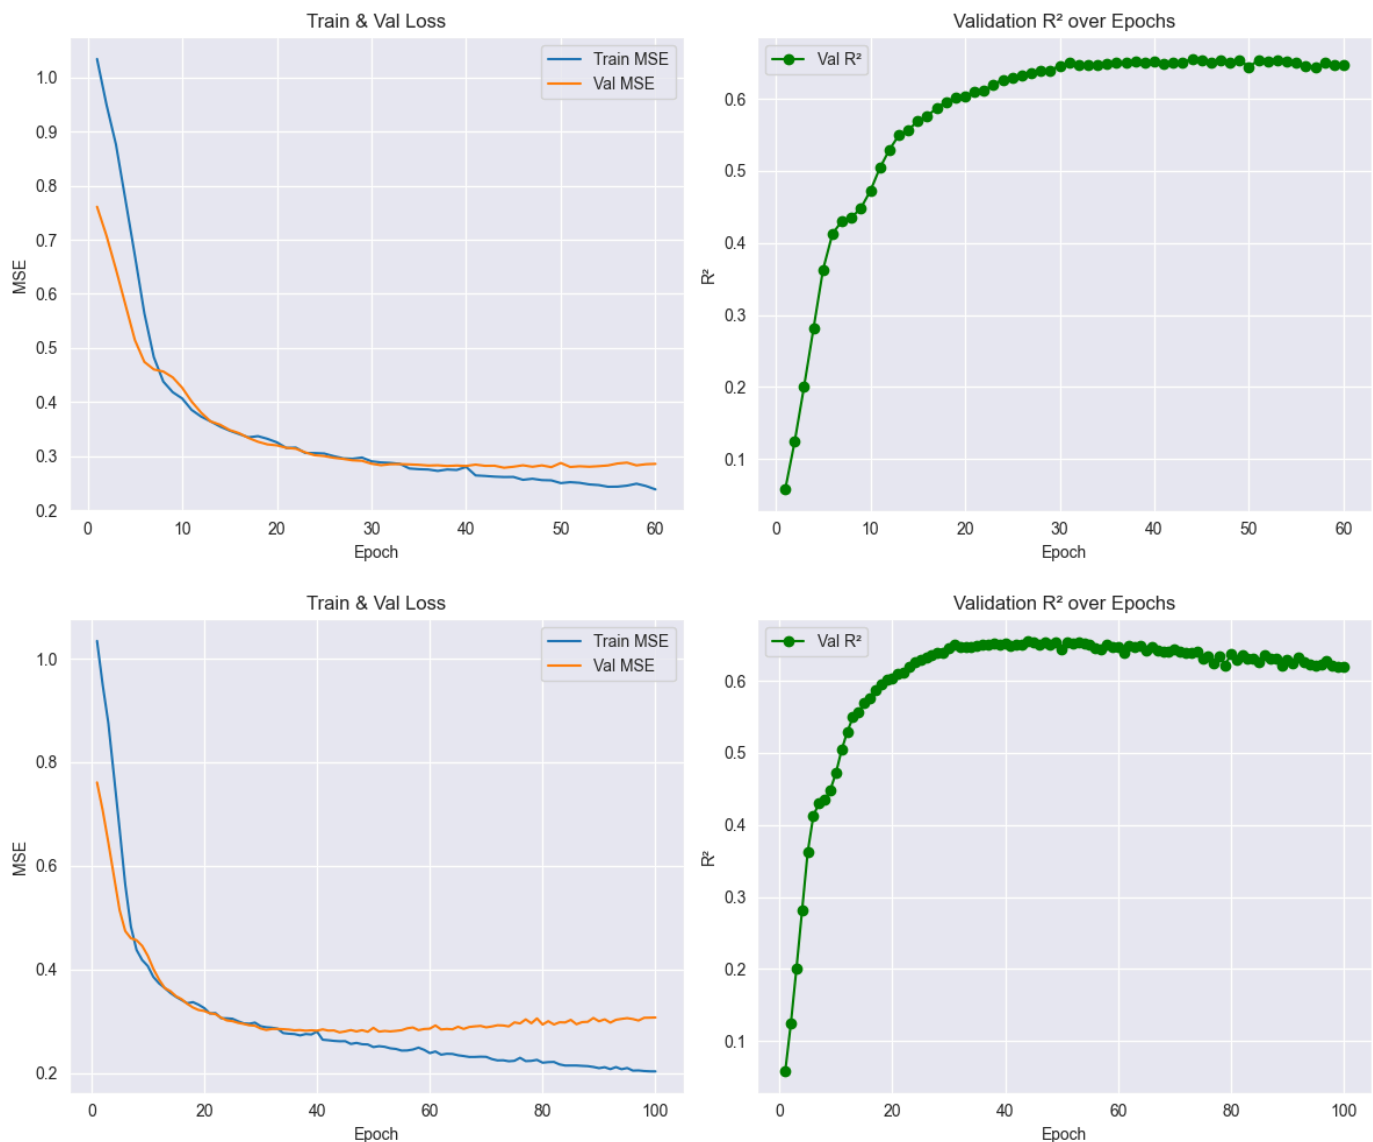 Train & Val Loss
Train MSE
Val MSE
MSE
1.0
0.9
0.8
0.7
0.6
0.5
0.4
0.3
0.2
0 10 20 30 40 50 60
Epoch
Validation R² over Epochs
Val R²
R²
0.6
0.5
0.4
0.3
0.2
0.1
0 10 20 30 40 50 60
Epoch
Train & Val Loss
Train MSE
Val MSE
MSE
1.0
0.8
0.6
0.4
0.2
0 20 40 60 80 100
Epoch
Validation R² over Epochs
Val R²
R²
0.6
0.5
0.4
0.3
0.2
0.1
0 20 40 60 80 100
Epoch